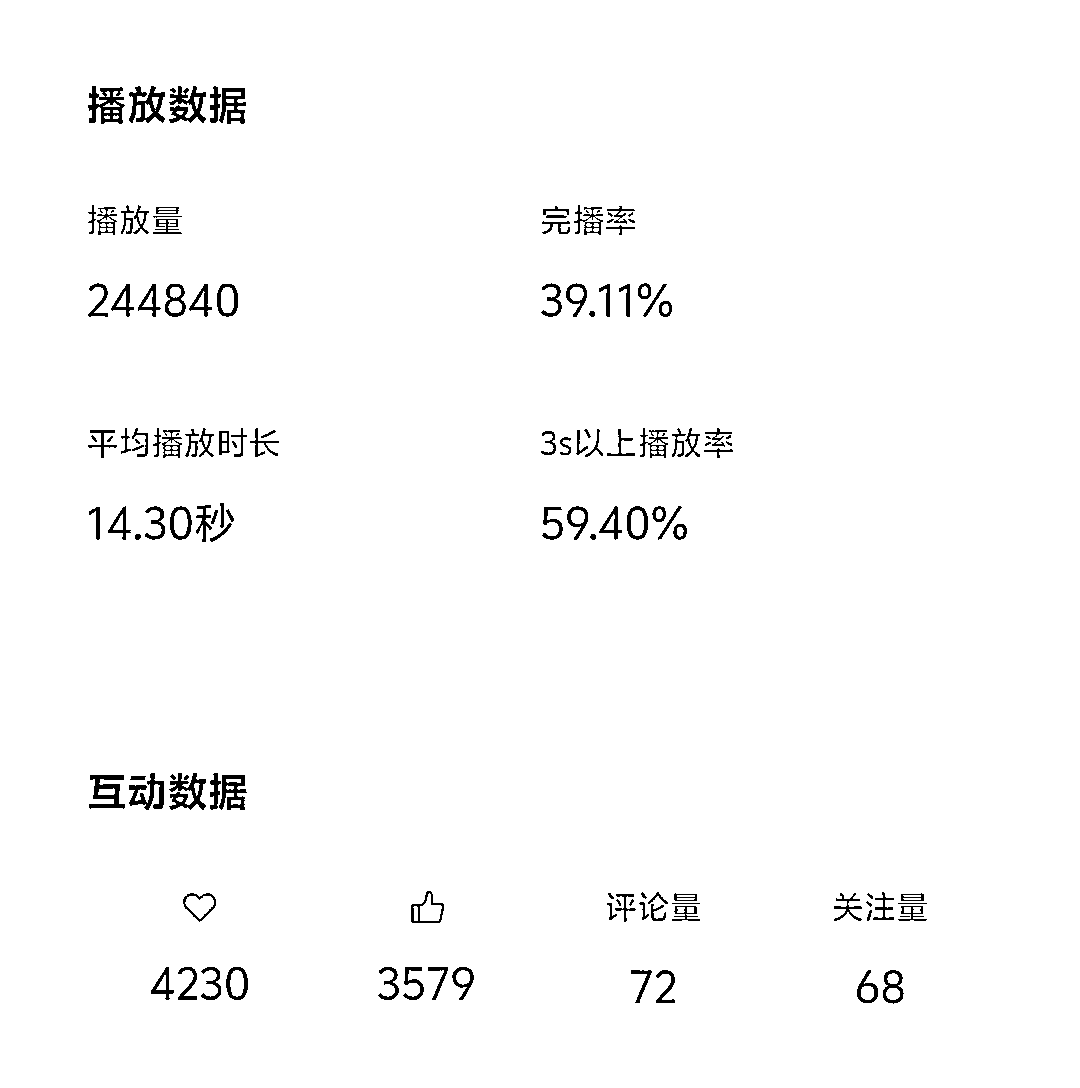 播放数据
播放量 完播率
244840 39.11%
平均播放时长 3s以上播放率
14.30秒 59.40%
互动数据
评论量 关注量
4230 3579 72 68